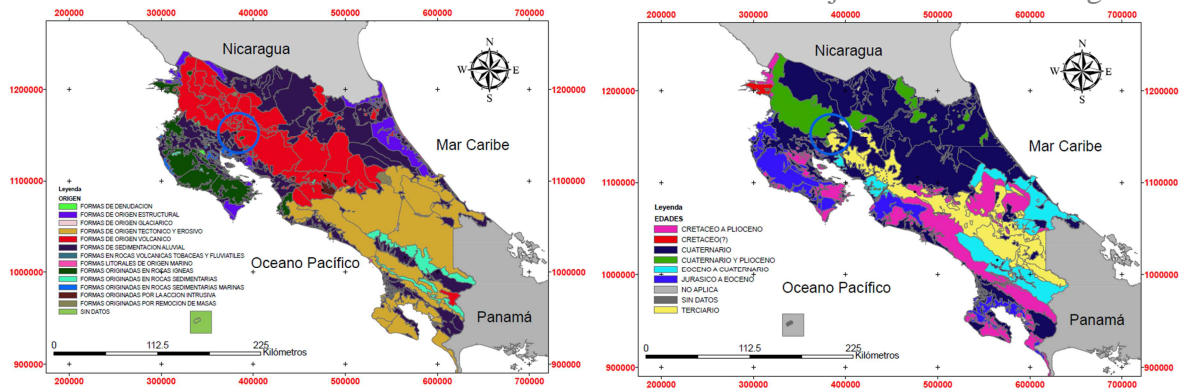 200000 300000 400000 500000 600000 700000
Nicaragua
N
W E
S
1200000 1200000
Mar Caribe
1100000 1100000
Leyenda
ORIGEN
FORMAS DE DENUDACION
FORMAS DE ORIGEN ESTRUCTURAL
FORMAS DE ORIGEN GLACIARICO
FORMAS DE ORIGEN TECTONICO Y EROSIVO
FORMAS DE ORIGEN VOLCANICO
FORMAS DE SEDIMENTACION ALUVIAL
FORMAS EN ROCAS VOLCANICAS TOBACEAS Y FLUVIATILES
FORMAS LITORALES DE ORIGEN MARINO
FORMAS ORIGINADAS EN ROCAS IGNEAS
FORMAS ORIGINADAS EN ROCAS SEDIMENTARIAS
FORMAS ORIGINADAS EN ROCAS SEDIMENTARIAS MARINAS
FORMAS ORIGINADAS POR LA ACCION INTRUSIVA
FORMAS ORIGINADAS POR REMOCION DE MASAS
SIN DATOS
Oceano Pacífico
1000000 1000000
Panamá
0 112.5 225
Kilómetros
900000 900000
200000 300000 400000 500000 600000 700000
200000 300000 400000 500000 600000 700000
Nicaragua
N
W E
S
1200000 1200000
Mar Caribe
1100000 1100000
Leyenda
EDADES
CRETACEO A PLIOCENO
CRETACEO(?)
CUATERNARIO
CUATERNARIO Y PLIOCENO
EOCENO A CUATERNARIO
JURASICO A EOCENO
NO APLICA
SIN DATOS
TERCIARIO
1000000 1000000
Oceano Pacífico
Panamá
0 112.5 225
Kilómetros
900000 900000
200000 300000 400000 500000 600000 700000